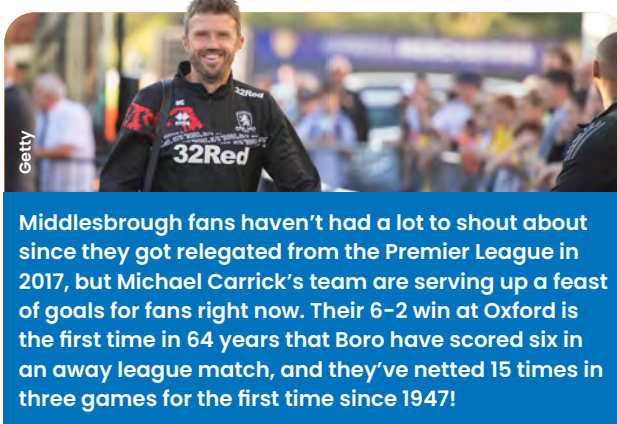 Getty
MC
32Red
32Red
Middlesbrough fans haven’t had a lot to shout about
since they got relegated from the Premier League in
2017, but Michael Carrick’s team are serving up a feast
of goals for fans right now. Their 6-2 win at Oxford is
the first time in 64 years that Boro have scored six in
an away league match, and they’ve netted 15 times in
three games for the first time since 1947!